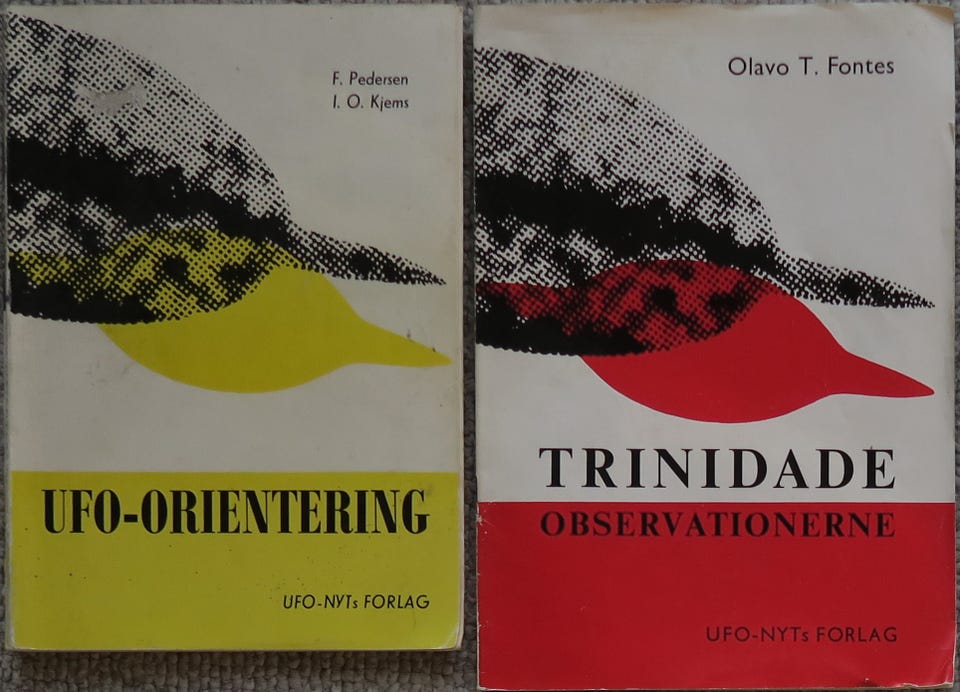 F. Pedersen
I. O. Kjems
UFO-ORIENTERING
UFO-NYTs FORLAG
Olavo T. Fontes
TRINIDADE
OBSERVATIONERNE
UFO-NYTs FORLAG